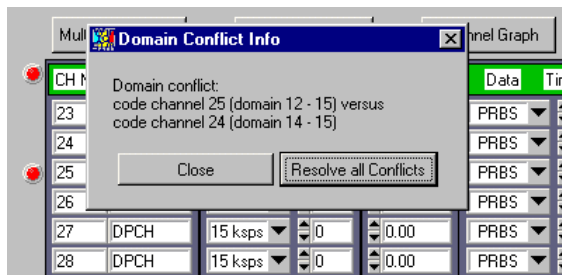 Mul
Domain Conflict Info
nnel Graph
CH N
Data
Domain conflict:
code channel 25 (domain 12 - 15) versus
code channel 24 (domain 14 - 15)
23 PRBS
24 PRBS
Close Resolve all Conflicts
25 PRBS
26 PRBS
27 DPCH 15 ksps 0 0.00 PRBS
28 DPCH 15 ksps 0 0.00 PRBS